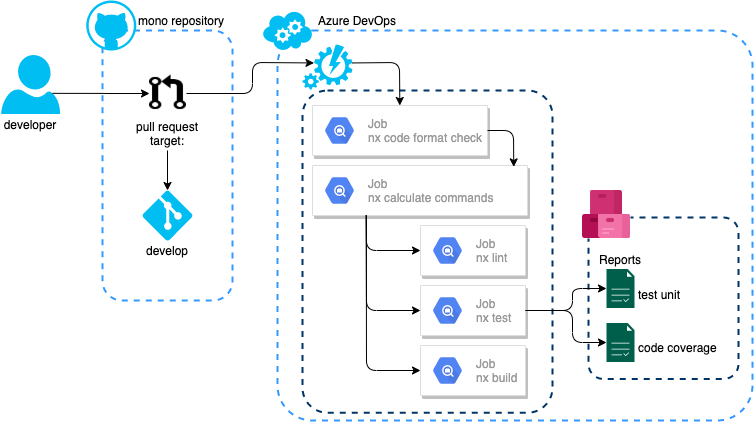 mono repository
Azure DevOps
developer
pull request
target:
develop
Job
nx code format check
Job
nx calculate commands
Job
nx lint
Job
nx test
Job
nx build
Reports
test unit
code coverage